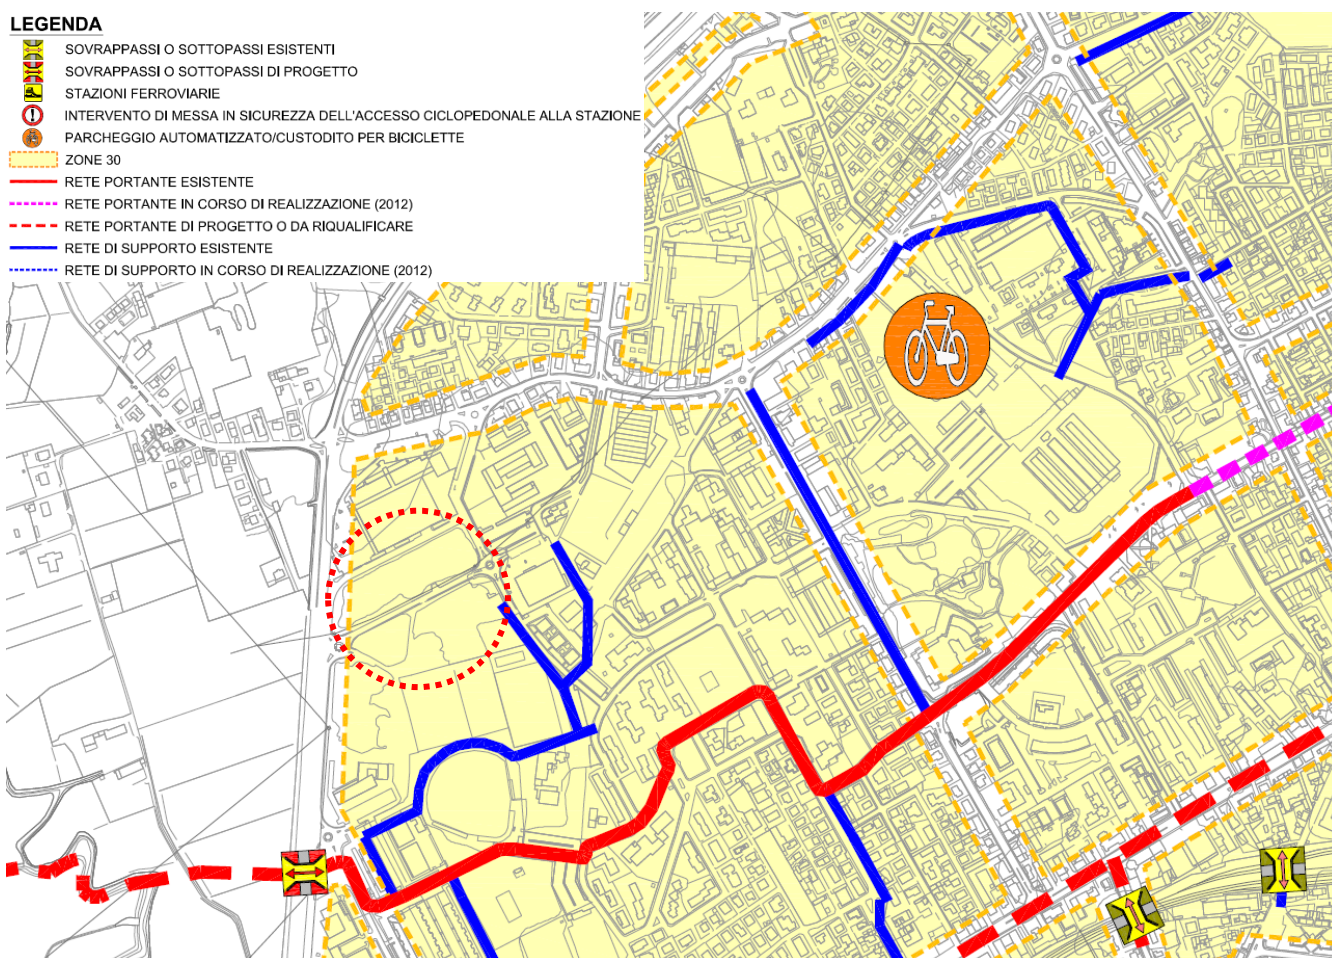 LEGENDA
SOVRAPPASSI O SOTTOPASSI ESISTENTI
SOVRAPPASSI O SOTTOPASSI DI PROGETTO
STAZIONI FERROVIARIE
INTERVENTO DI MESSA IN SICUREZZA DELL'ACCESSO CICLOPEDONALE ALLA STAZIONE
PARCHEGGIO AUTOMATIZZATO/CUSTODITO PER BICICLETTE
ZONE 30
RETE PORTANTE ESISTENTE
RETE PORTANTE IN CORSO DI REALIZZAZIONE (2012)
RETE PORTANTE DI PROGETTO O DA RIQUALIFICARE
RETE DI SUPPORTO ESISTENTE
RETE DI SUPPORTO IN CORSO DI REALIZZAZIONE (2012)